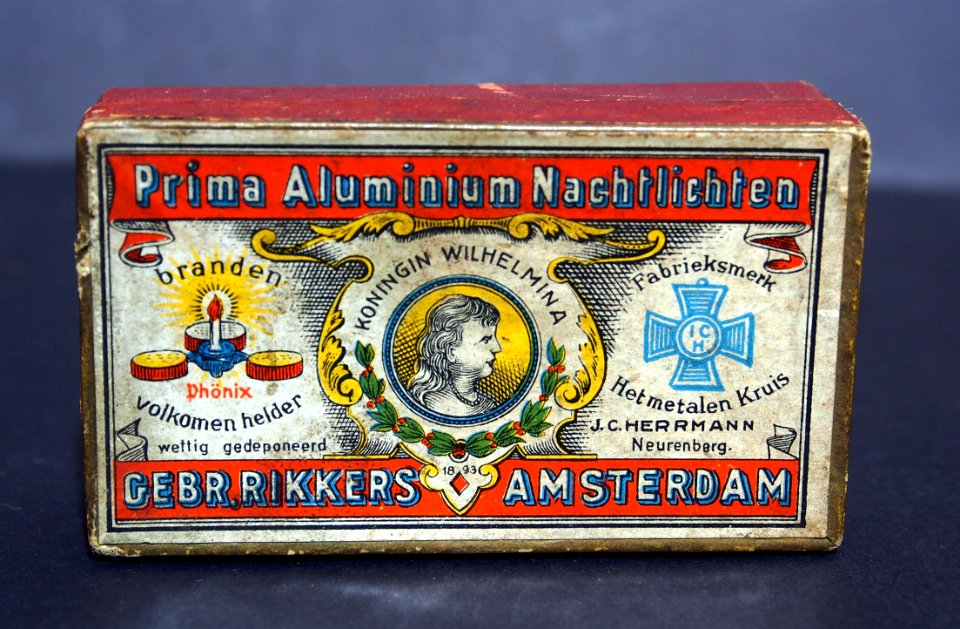 Prima Aluminium Nachtlichten
branden
Phönix
volkomen helder
wettig gedeponeerd
KONINGIN WILHELMINA
1893
Fabrieksmerk
J.C.
H
Het metalen Kruis
J.C. HERRMANN
Neurenberg.
GEBR. RIKKERS AMSTERDAM